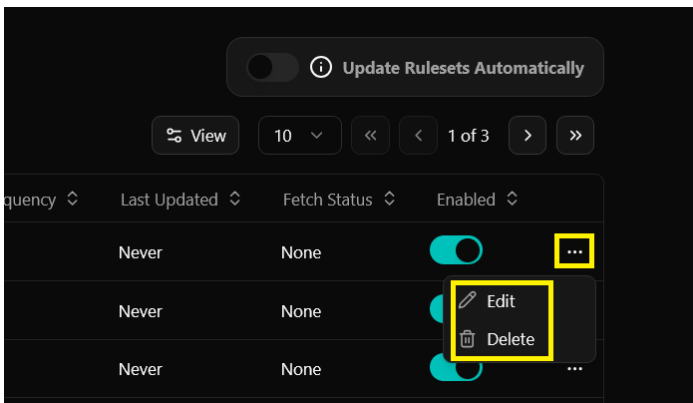 Update Rulesets Automatically
View 10 1 of 3
quency Last Updated Fetch Status Enabled
Never None
Edit
Never None
Delete
Never None